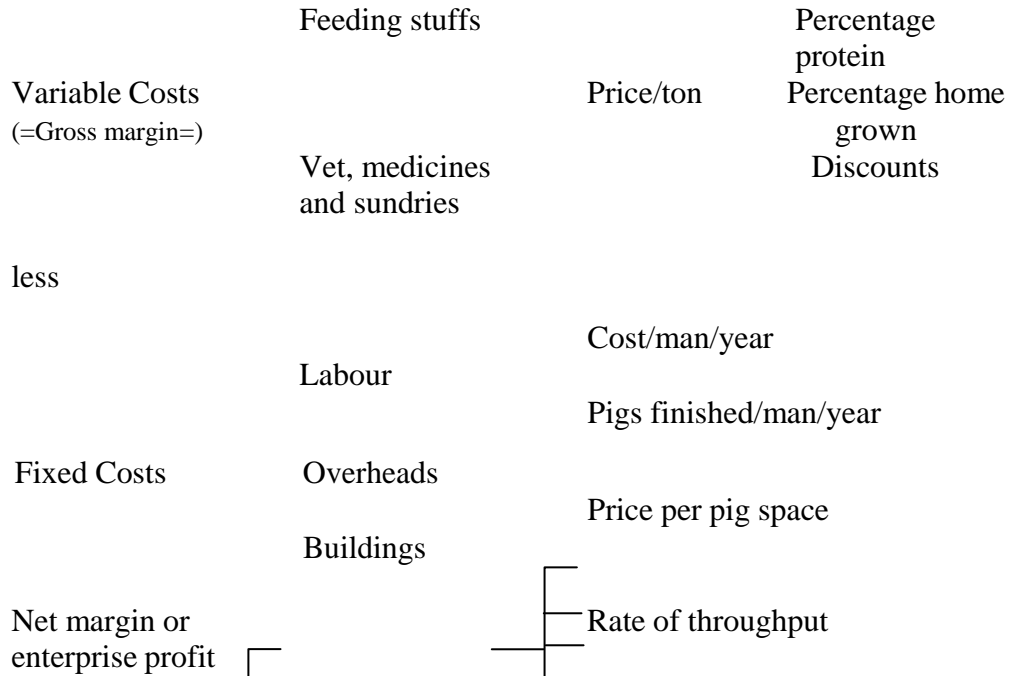 Feeding stuffs Percentage
protein
Variable Costs Price/ton Percentage home
(=Gross margin=) grown
Vet, medicines Discounts
and sundries
less
Cost/man/year
Labour
Pigs finished/man/year
Fixed Costs Overheads
Price per pig space
Buildings
Net margin or Rate of throughput
enterprise profit